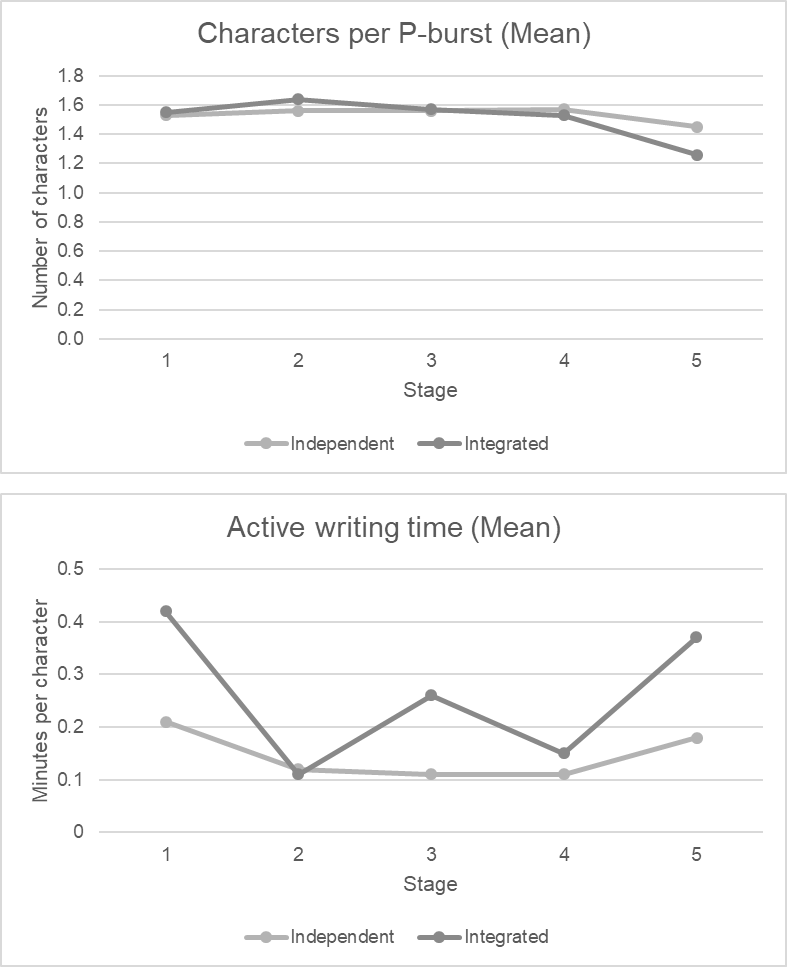 Characters per P-burst (Mean)
Number of characters
1.8
1.6
1.4
1.2
1.0
0.8
0.6
0.4
0.2
0.0
1 2 3 4 5
Stage
Independent Integrated
Active writing time (Mean)
Minutes per character
0.5
0.4
0.3
0.2
0.1
0
1 2 3 4 5
Stage
Independent Integrated